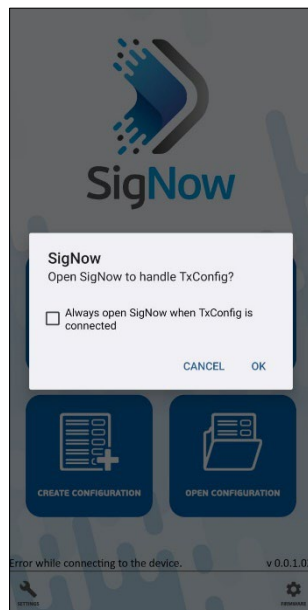 SigNow
SigNow
Open SigNow to handle TxConfig?
Always open SigNow when TxConfig is
connected
CANCEL OK
CREATE CONFIGURATION OPEN CONFIGURATION
Error while connecting to the device. v 0.0.1.0
SETTINGS